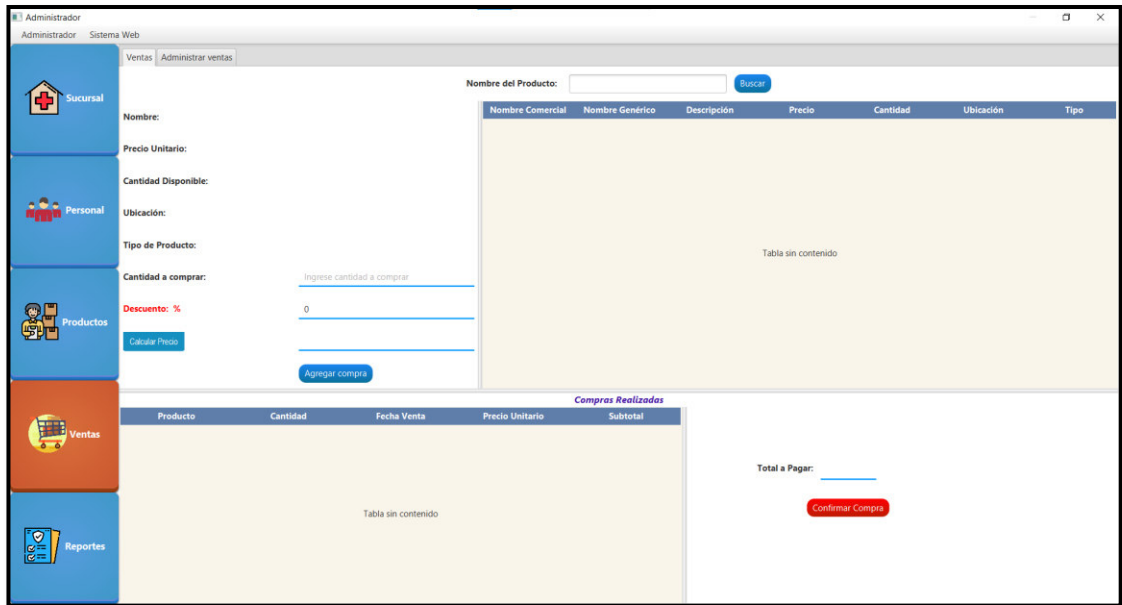 Administrador
Administrador Sistema Web
Ventas Administrar ventas
Sucursal
Personal
Productos
Ventas
Reportes
Nombre del Producto: Buscar
Nombre:
Precio Unitario:
Cantidad Disponible:
Ubicación:
Tipo de Producto:
Cantidad a comprar: Ingrese cantidad a comprar
Descuento: % 0
Calcular Precio
Agregar compra
Nombre Comercial Nombre Genérico Descripción Precio Cantidad Ubicación Tipo
Tabla sin contenido
Compras Realizadas
Producto Cantidad Fecha Venta Precio Unitario Subtotal
Tabla sin contenido
Total a Pagar:
Confirmar Compra